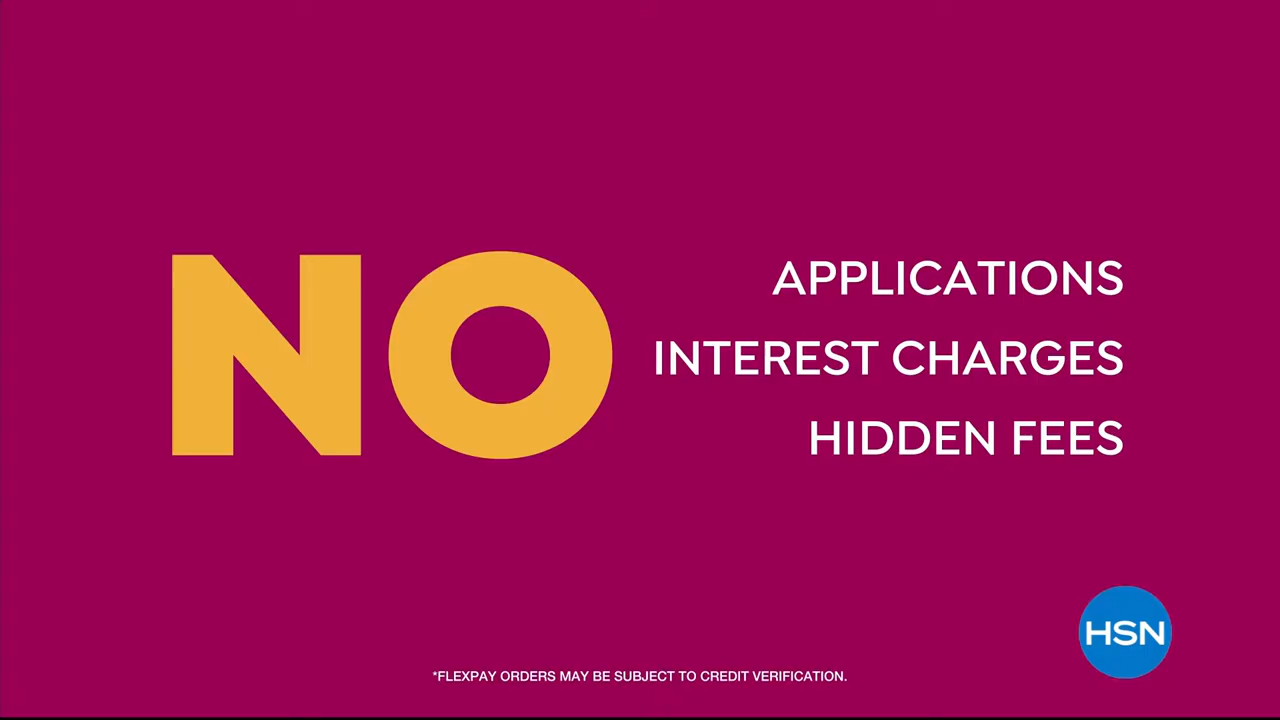 NO
APPLICATIONS
INTEREST CHARGES
HIDDEN FEES
HSN
*FLEXPAY ORDERS MAY BE SUBJECT TO CREDIT VERIFICATION.